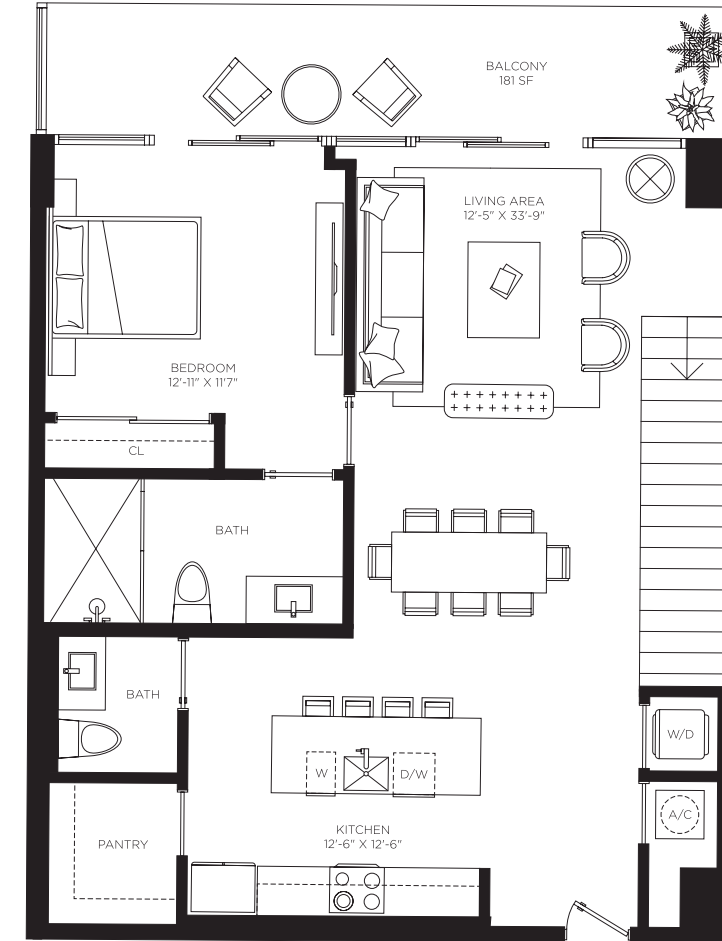 BALCONY
181 SF
LIVING AREA
12'-5" X 33'-9"
BEDROOM
12'-11" X 11'7"
CL
BATH
BATH
W/D
W
D/W
A/C
KITCHEN
12'-6" X 12'-6"
PANTRY